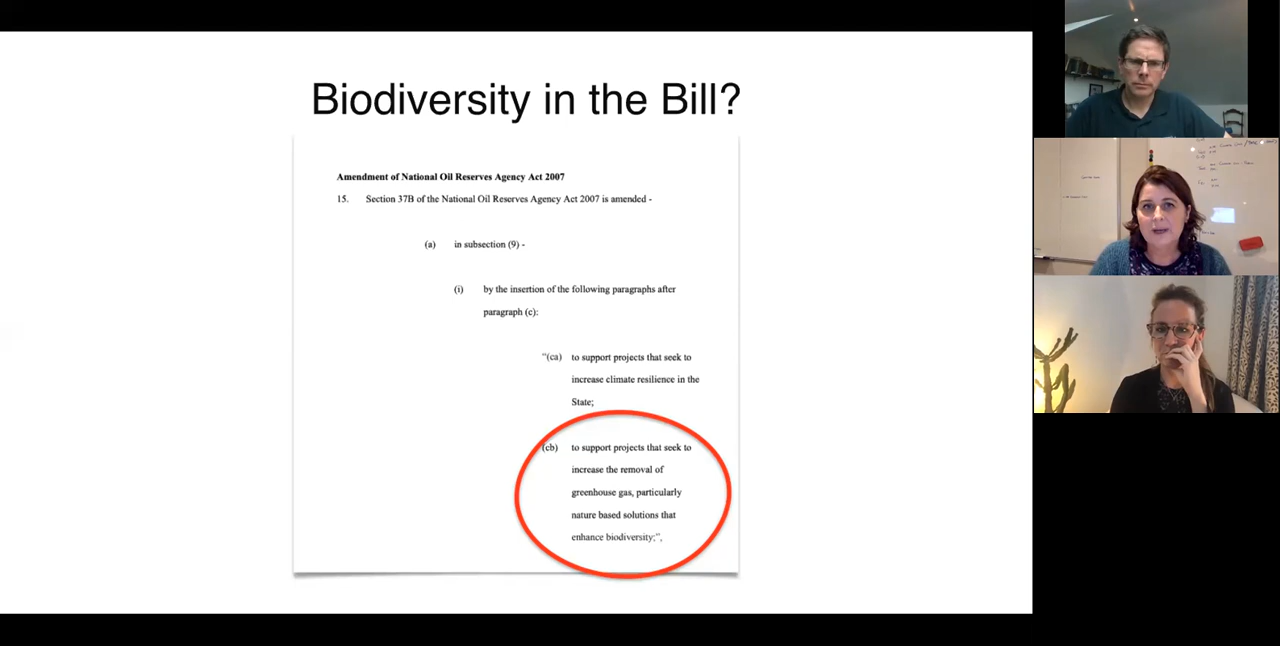 Biodiversity in the Bill?
Amendment of National Oil Reserves Agency Act 2007
15. Section 37B of the National Oil Reserves Agency Act 2007 is amended -
(a) in subsection (9) -
(i) by the insertion of the following paragraphs after
paragraph (c):
"(ca) to support projects that seek to
increase climate resilience in the
State;
(cb) to support projects that seek to
increase the removal of
greenhouse gas, particularly
nature based solutions that
enhance biodiversity;",